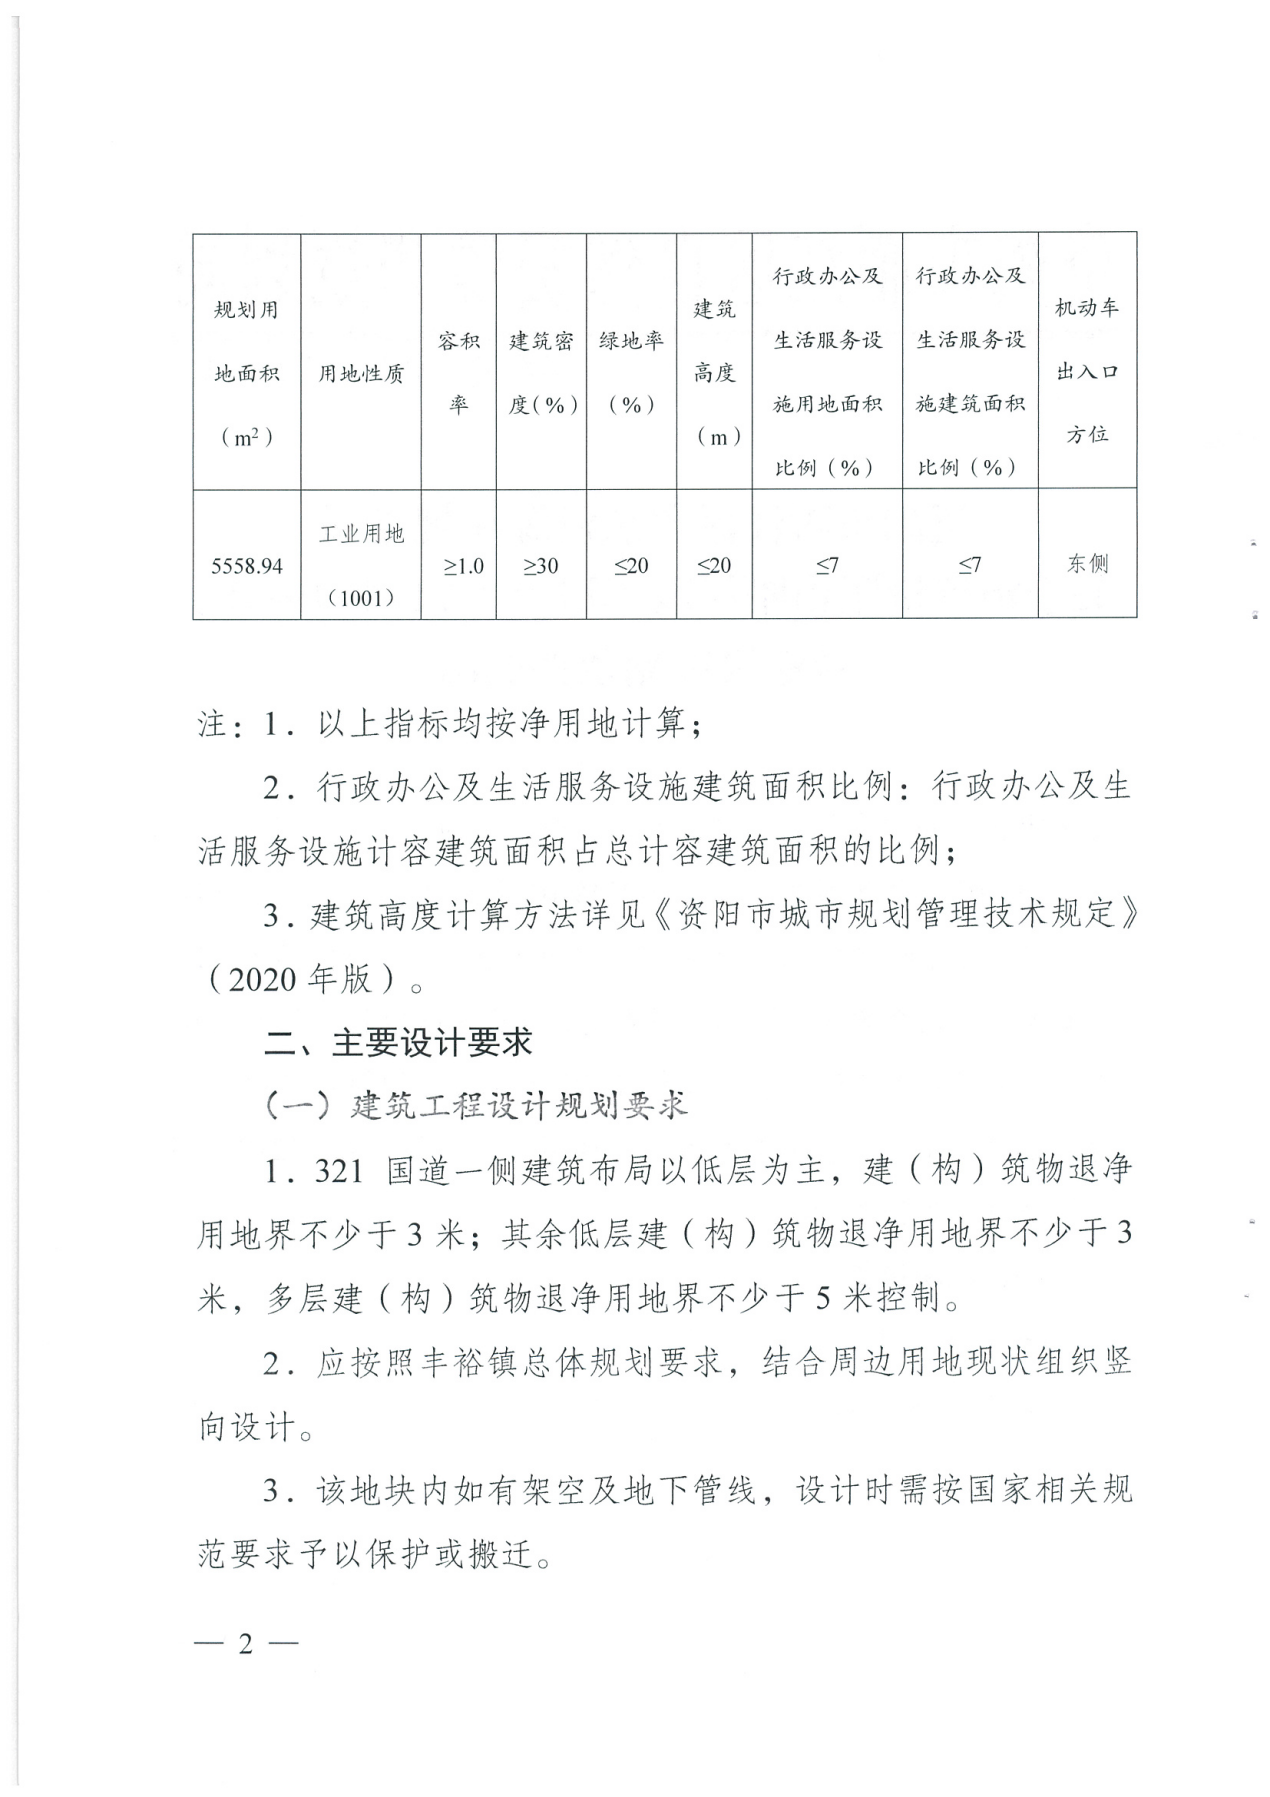 规划用
地面积
（m²）
用地性质
容积
率
建筑密
度(%)
绿地率
（%）
建筑
高度
（m）
行政办公及
生活服务设
施用地面积
比例（%）
行政办公及
生活服务设
施建筑面积
比例（%）
机动车
出入口
方位
5558.94
工业用地
（1001）
≥1.0
≥30
≤20
≤20
≤7
≤7
东侧
注：1. 以上指标均按净用地计算；
2. 行政办公及生活服务设施建筑面积比例：行政办公及生
活服务设施计容建筑面积占总计容建筑面积的比例；
3. 建筑高度计算方法详见《资阳市城市规划管理技术规定》
（2020 年版）。
二、主要设计要求
（一）建筑工程设计规划要求
1. 321 国道一侧建筑布局以低层为主，建（构）筑物退净
用地界不少于 3 米；其余低层建（构）筑物退净用地界不少于 3
米，多层建（构）筑物退净用地界不少于 5 米控制。
2. 应按照丰裕镇总体规划要求，结合周边用地现状组织竖
向设计。
3. 该地块内如有架空及地下管线，设计时需按国家相关规
范要求予以保护或搬迁。
— 2 —